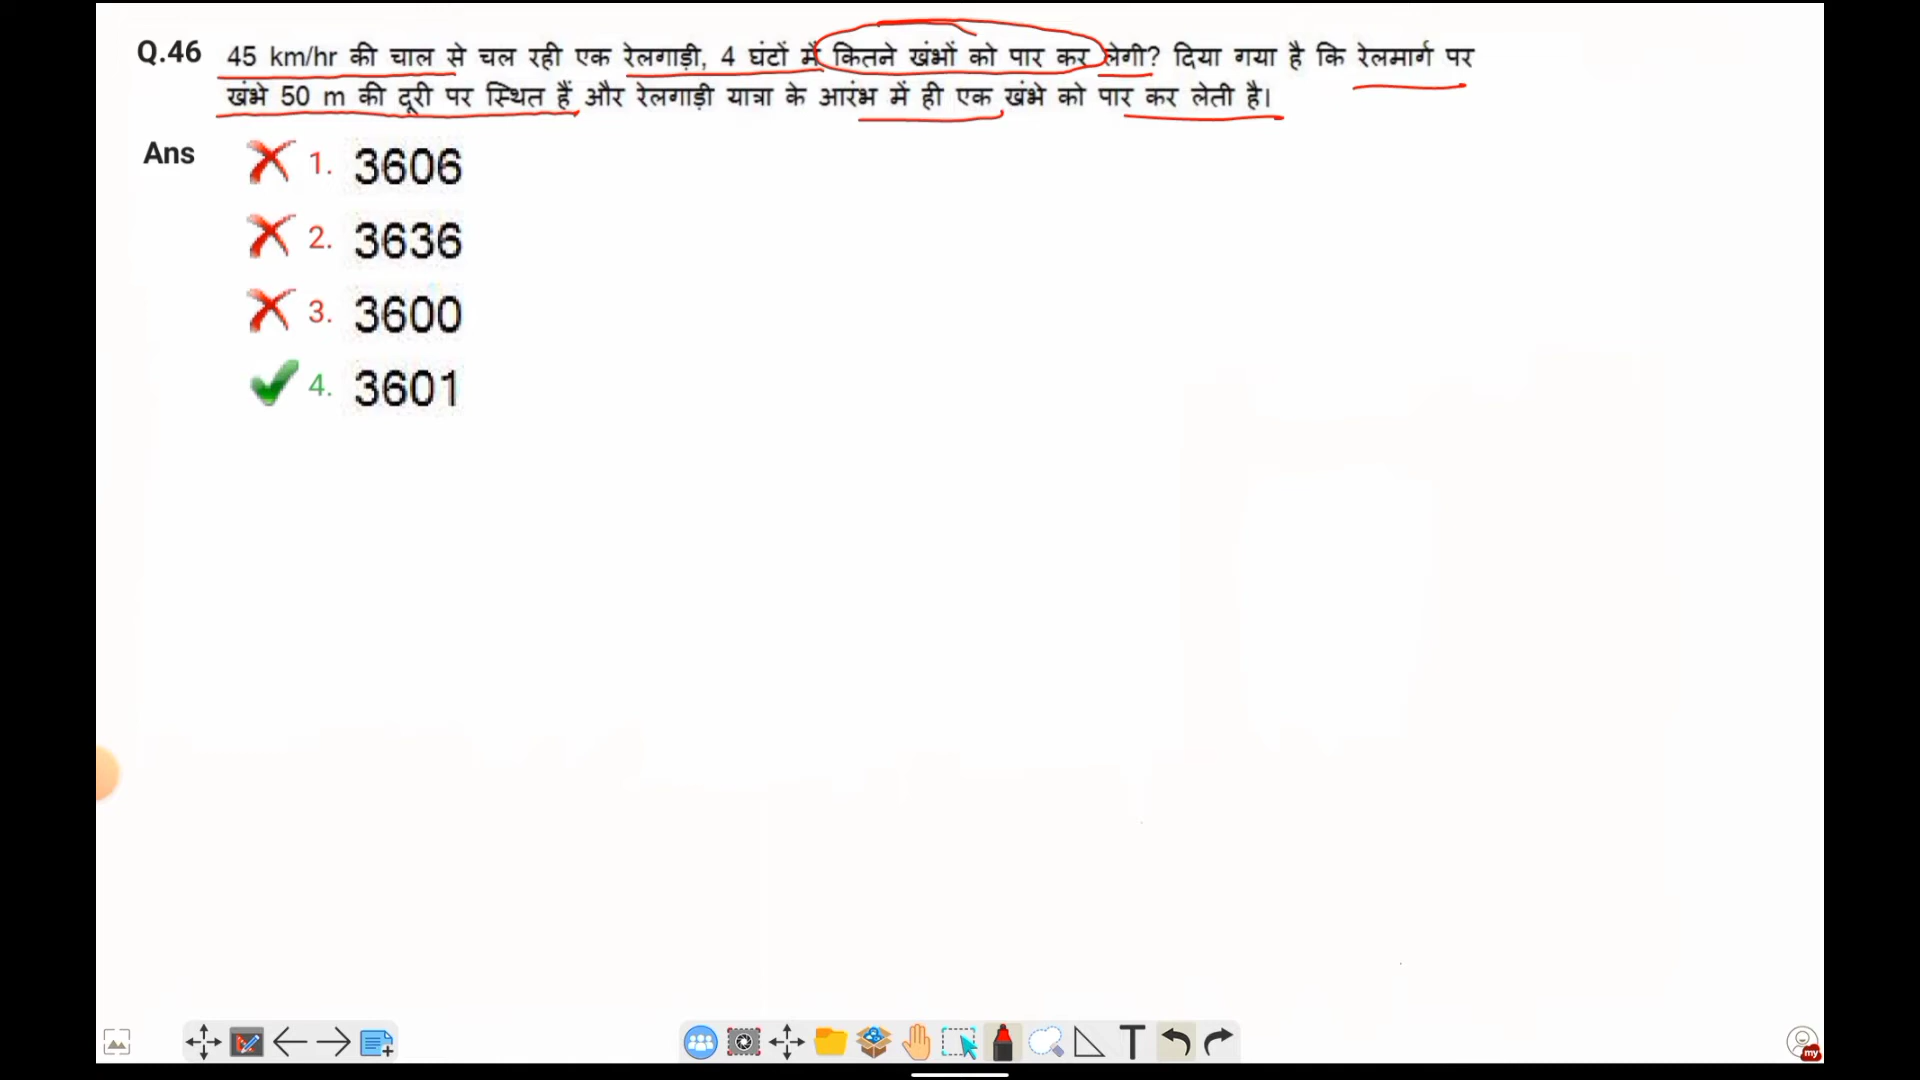 Q.46 45 km/hr की चाल से चल रही एक रेलगाड़ी, 4 घंटों में कितने खंभों को पार कर लेगी? दिया गया है कि रेलमार्ग पर
खंभे 50 m की दूरी पर स्थित हैं और रेलगाड़ी यात्रा के आरंभ में ही एक खंभे को पार कर लेती है।
Ans 1. 3606
2. 3636
3. 3600
4. 3601
T
my